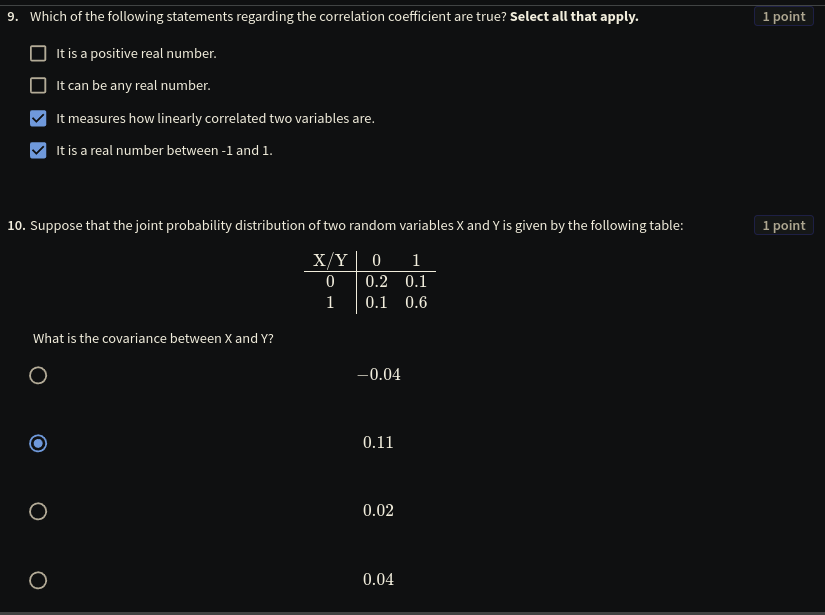 9. Which of the following statements regarding the correlation coefficient are true? Select all that apply. 1 point
It is a positive real number.
It can be any real number.
It measures how linearly correlated two variables are.
It is a real number between -1 and 1.
10. Suppose that the joint probability distribution of two random variables X and Y is given by the following table: 1 point
X/Y 0 1
0 0.2 0.1
1 0.1 0.6
What is the covariance between X and Y?
−0.04
0.11
0.02
0.04